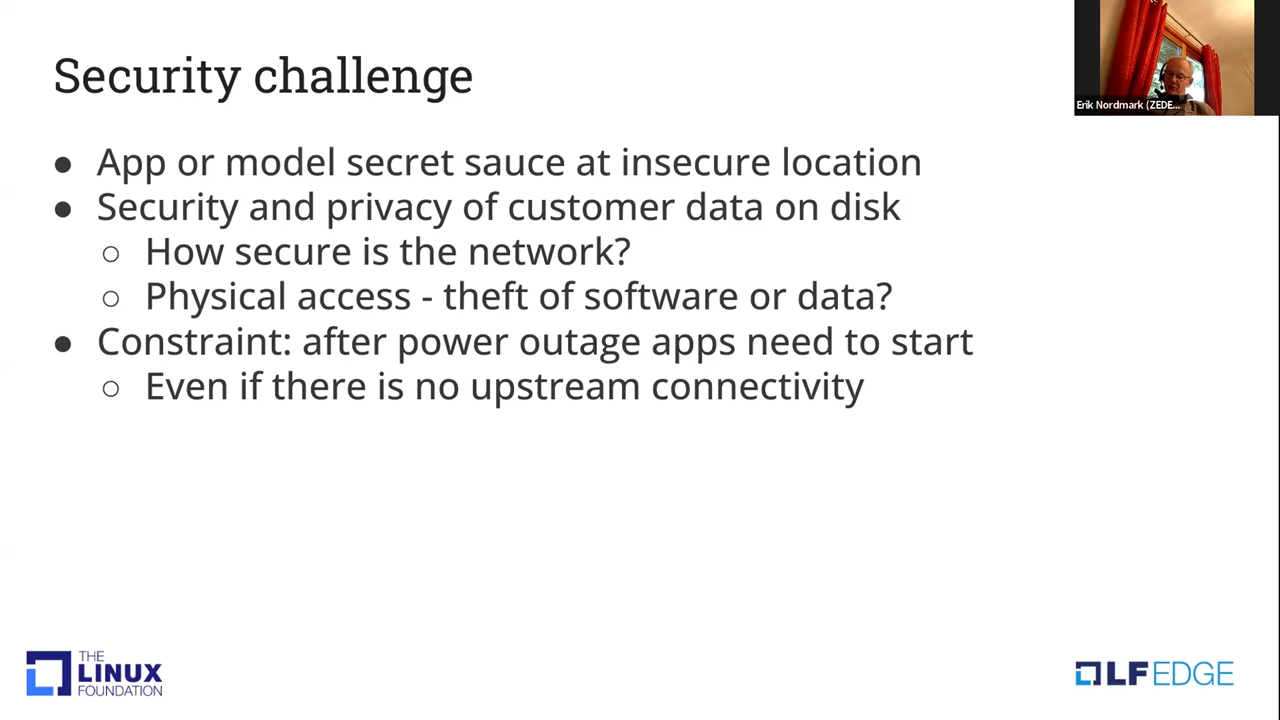 Security challenge
Erik Nordmark (ZEDE...
● App or model secret sauce at insecure location
● Security and privacy of customer data on disk
○ How secure is the network?
○ Physical access - theft of software or data?
● Constraint: after power outage apps need to start
○ Even if there is no upstream connectivity
THE
LINUX
FOUNDATION
LFEDGE